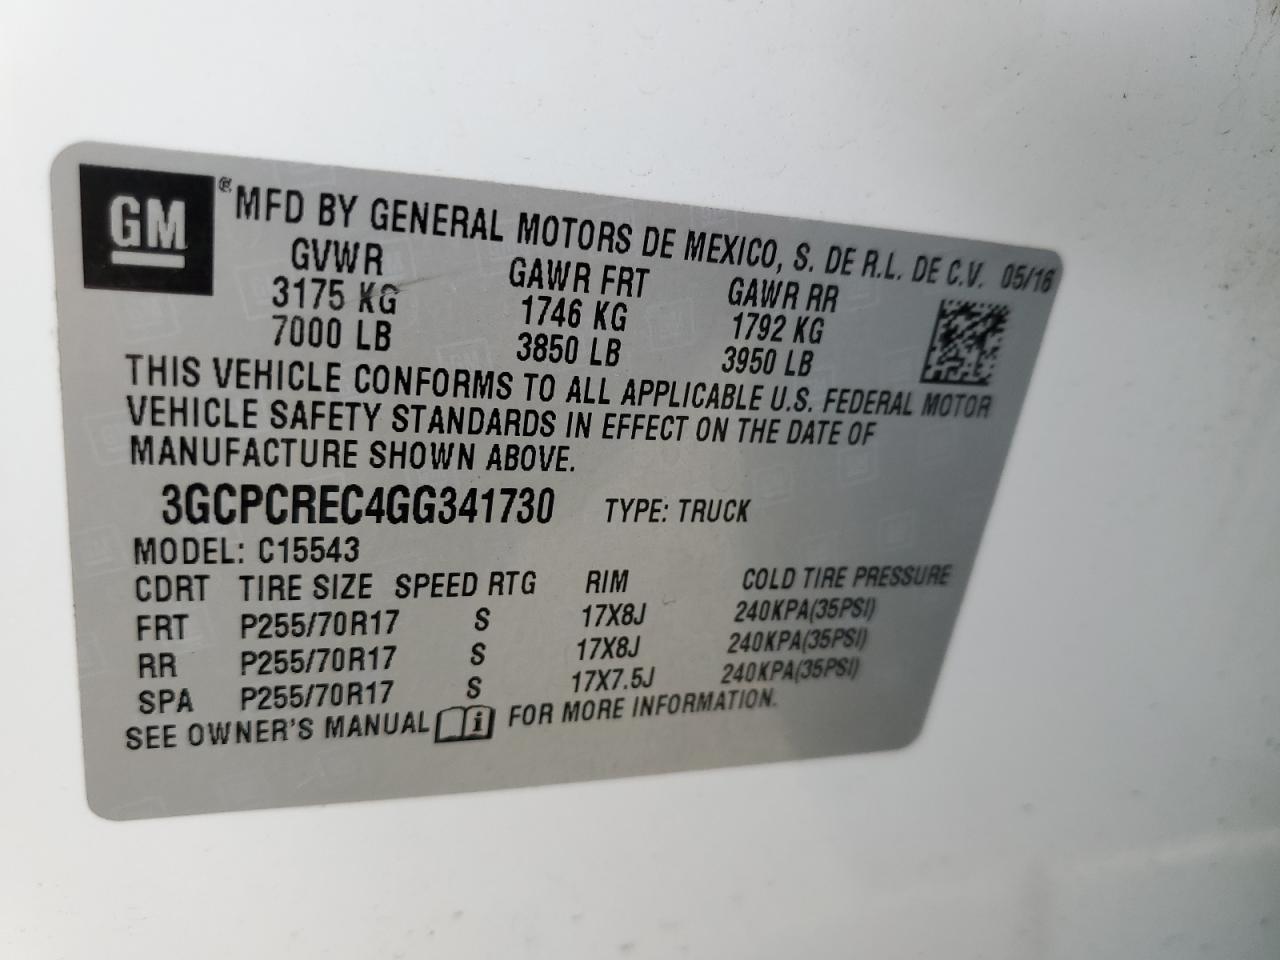 GM ® MFD BY GENERAL MOTORS DE MEXICO, S. DE R.L. DE C.V. 05/16
GVWR GAWR FRT GAWR RR
3175 KG 1746 KG 1792 KG
7000 LB 3850 LB 3950 LB
THIS VEHICLE CONFORMS TO ALL APPLICABLE U.S. FEDERAL MOTOR
VEHICLE SAFETY STANDARDS IN EFFECT ON THE DATE OF
MANUFACTURE SHOWN ABOVE.
3GCPCREC4GG341730 TYPE: TRUCK
MODEL: C15543
CDRT TIRE SIZE SPEED RTG RIM COLD TIRE PRESSURE
FRT P255/70R17 S 17X8J 240KPA(35PSI)
RR P255/70R17 S 17X8J 240KPA(35PSI)
SPA P255/70R17 S 17X7.5J 240KPA(35PSI)
SEE OWNER'S MANUAL i FOR MORE INFORMATION.